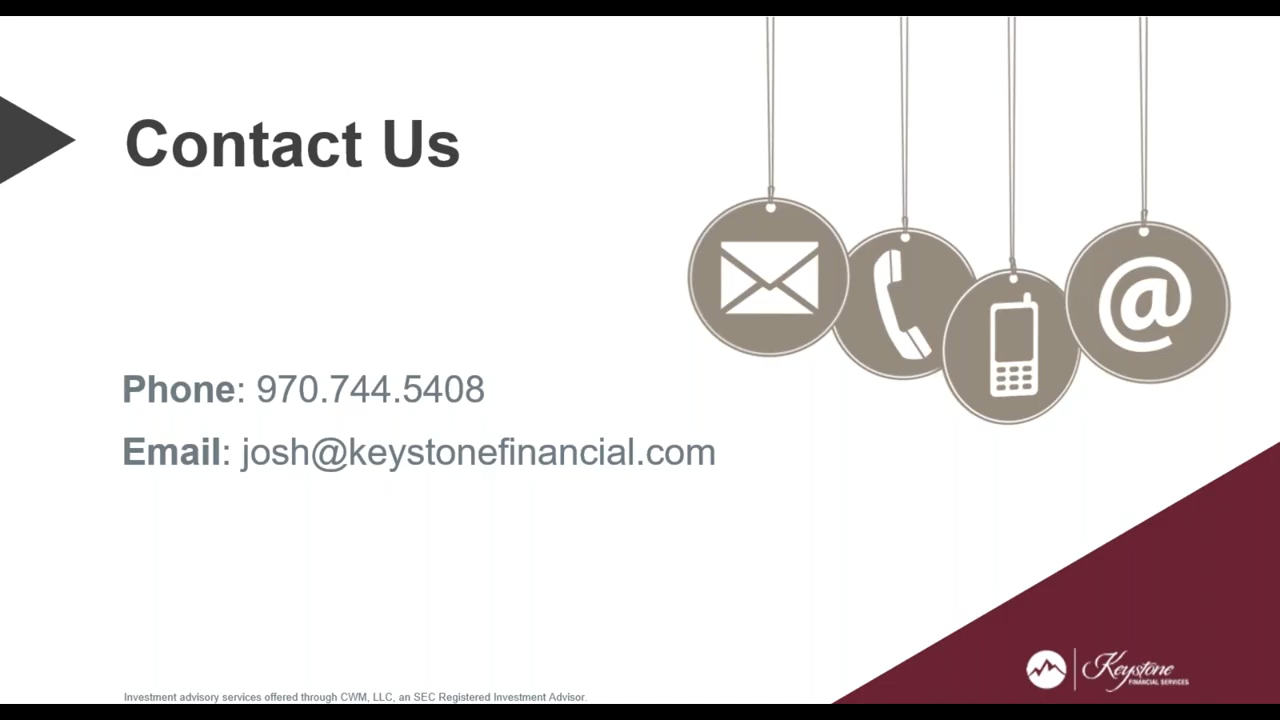 Contact Us
Phone: 970.744.5408
Email: josh@keystonefinancial.com
@
Keystone
FINANCIAL SERVICES
Investment advisory services offered through CWM, LLC, an SEC Registered Investment Advisor.